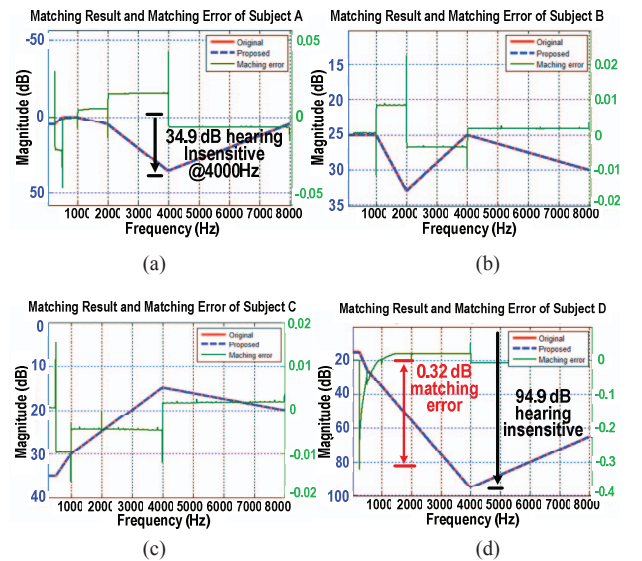 Matching Result and Matching Error of Subject A
-50
0
50
Magnitude (dB)
0.05
0
-0.05
Original
Proposed
Maching error
34.9 dB hearing
Insensitive
@4000Hz
0 1000 2000 3000 4000 5000 6000 7000 8000
Frequency (Hz)
(a)
Matching Result and Matching Error of Subject B
15
20
25
30
35
Magnitude (dB)
0.02
0.01
0
-0.01
-0.02
Original
Proposed
Maching error
0 1000 2000 3000 4000 5000 6000 7000 8000
Frequency (Hz)
(b)
Matching Result and Matching Error of Subject C
0
10
20
30
40
Magnitude (dB)
0.02
0.01
0
-0.01
-0.02
Original
Proposed
Maching error
0 1000 2000 3000 4000 5000 6000 7000 8000
Frequency (Hz)
(c)
Matching Result and Matching Error of Subject D
20
40
60
80
100
Magnitude (dB)
0
-0.1
-0.2
-0.3
-0.4
Original
Proposed
Maching error
0.32 dB
matching
error
94.9 dB
hearing
insensitive
0 1000 2000 3000 4000 5000 6000 7000 8000
Frequency (Hz)
(d)